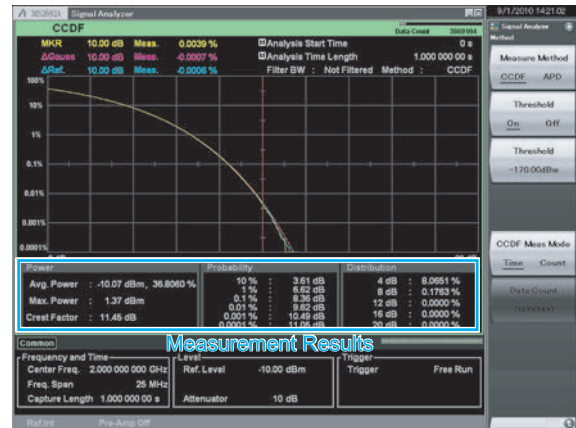 MS2692A Signal Analyzer
9/1/2010 14:21:02
CCDF
Data Count 3999104
MKR 10.00 dB Meas. 0.0039 %
Analysis Start Time 0 s
ΔGauss 10.00 dB Meas. -0.0007 %
Analysis Time Length 1.000 000 00 s
ΔRef. 10.00 dB Meas. -0.0006 %
Filter BW : Not Filtered Method : CCDF
100%
10%
1%
0.1%
0.01%
0.001%
0.0001%
Power
Avg. Power : -10.07 dBm, 36.8060 %
Max. Power : 1.37 dBm
Crest Factor : 11.45 dB
Probability
10 % : 3.61 dB
1 % : 6.62 dB
0.1 % : 8.36 dB
0.01 % : 9.62 dB
0.001 % : 10.49 dB
0.0001 % : 11.05 dB
Distribution
4 dB : 8.0651 %
8 dB : 0.1763 %
12 dB : 0.0000 %
16 dB : 0.0000 %
20 dB : 0.0000 %
Measurement Results
Common
Frequency and Time
Center Freq. 2.000 000 000 GHz
Freq. Span 25 MHz
Capture Length 1.000 000 00 s
Level
Ref. Level -10.00 dBm
Attenuator 10 dB
Trigger
Trigger Free Run
Ref.Int Pre-Amp Off
Signal Analyzer
Method
Measure Method
CCDF APD
Threshold
On Off
Threshold
-170.00dBm
CCDF Meas Mode
Time Count
Data Count